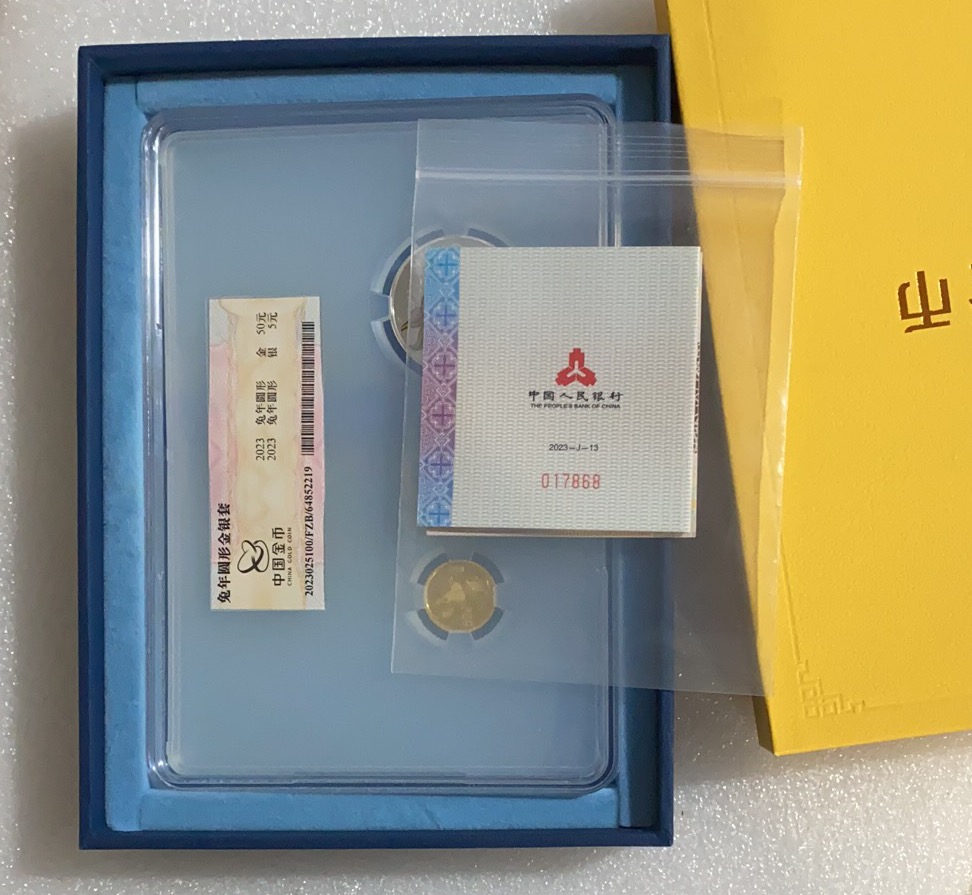 兔年圆形金银套
中国金币
CHINA GOLD COIN
2023 兔年圆形 金 50元
2023 兔年圆形 银 5元
2023025100/FZB/64852219
中国人民银行
THE PEOPLE'S BANK OF CHINA
2023—J—13
017868